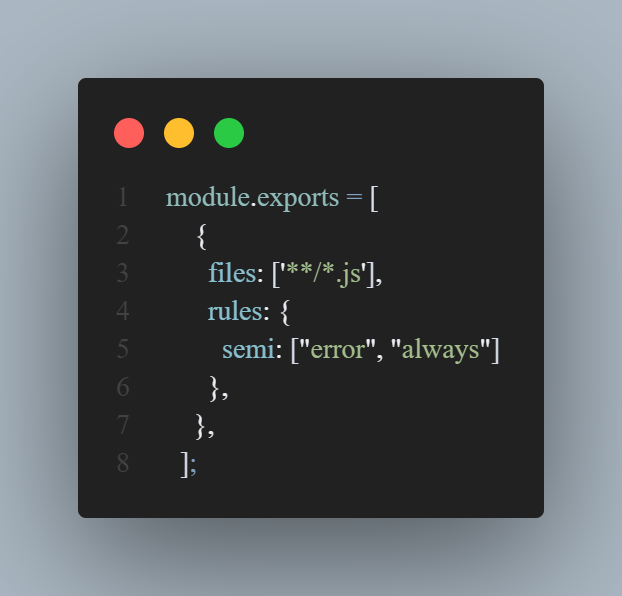 1 module.exports = [
2 {
3 files: ['**/*.js'],
4 rules: {
5 semi: ["error", "always"]
6 },
7 },
8 ];